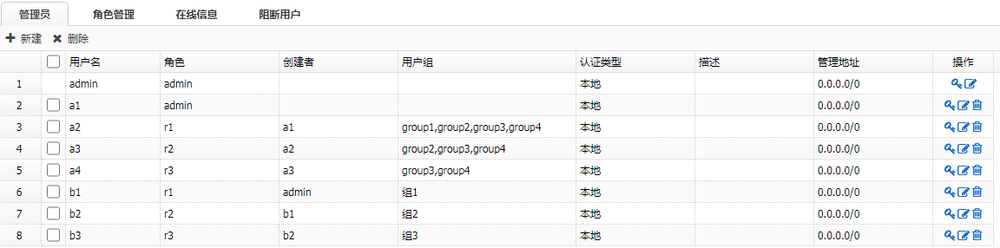 管理员 角色管理 在线信息 阻断用户
新建 删除
用户名 角色 创建者 用户组 认证类型 描述 管理地址 操作
1 admin admin 本地 0.0.0.0/0
2 a1 admin 本地 0.0.0.0/0
3 a2 r1 a1 group1,group2,group3,group4 本地 0.0.0.0/0
4 a3 r2 a2 group2,group3,group4 本地 0.0.0.0/0
5 a4 r3 a3 group3,group4 本地 0.0.0.0/0
6 b1 r1 admin 组1 本地 0.0.0.0/0
7 b2 r2 b1 组2 本地 0.0.0.0/0
8 b3 r3 b2 组3 本地 0.0.0.0/0